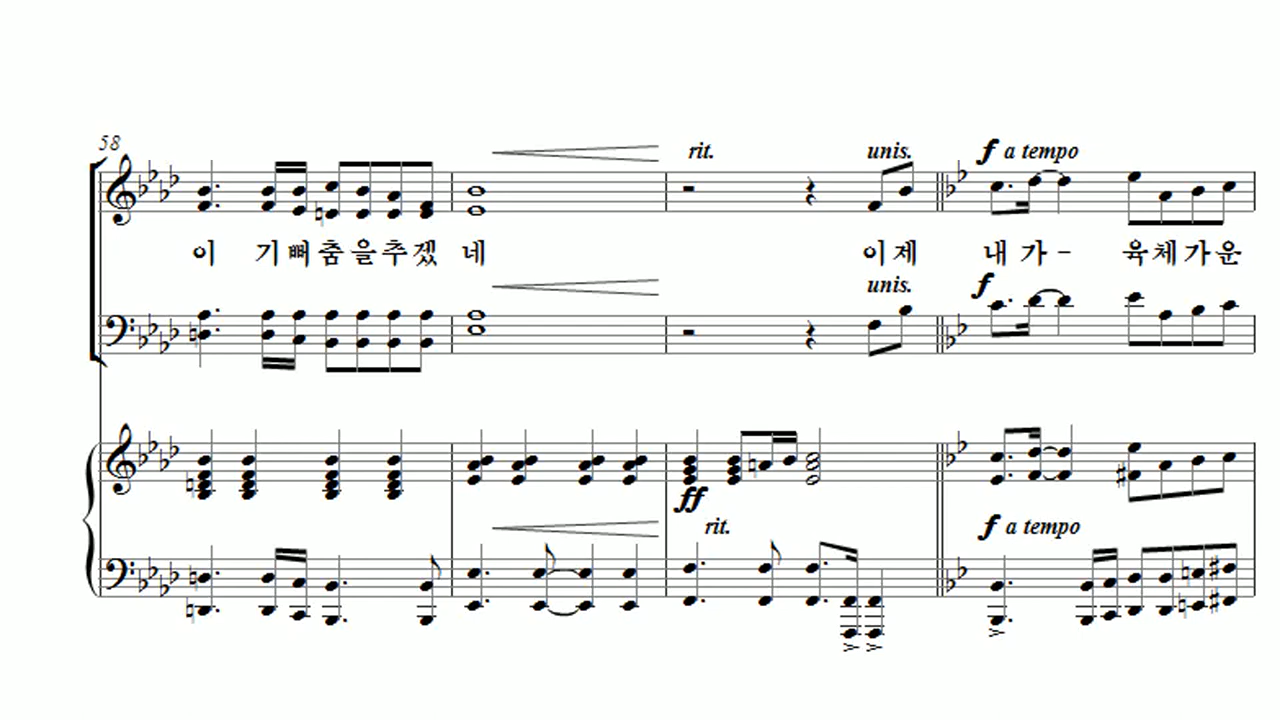 58
rit. unis. f a tempo
이 기뻐춤을추겠 네 이제 내 가 - 육체가운
unis. f
ff
rit. f a tempo